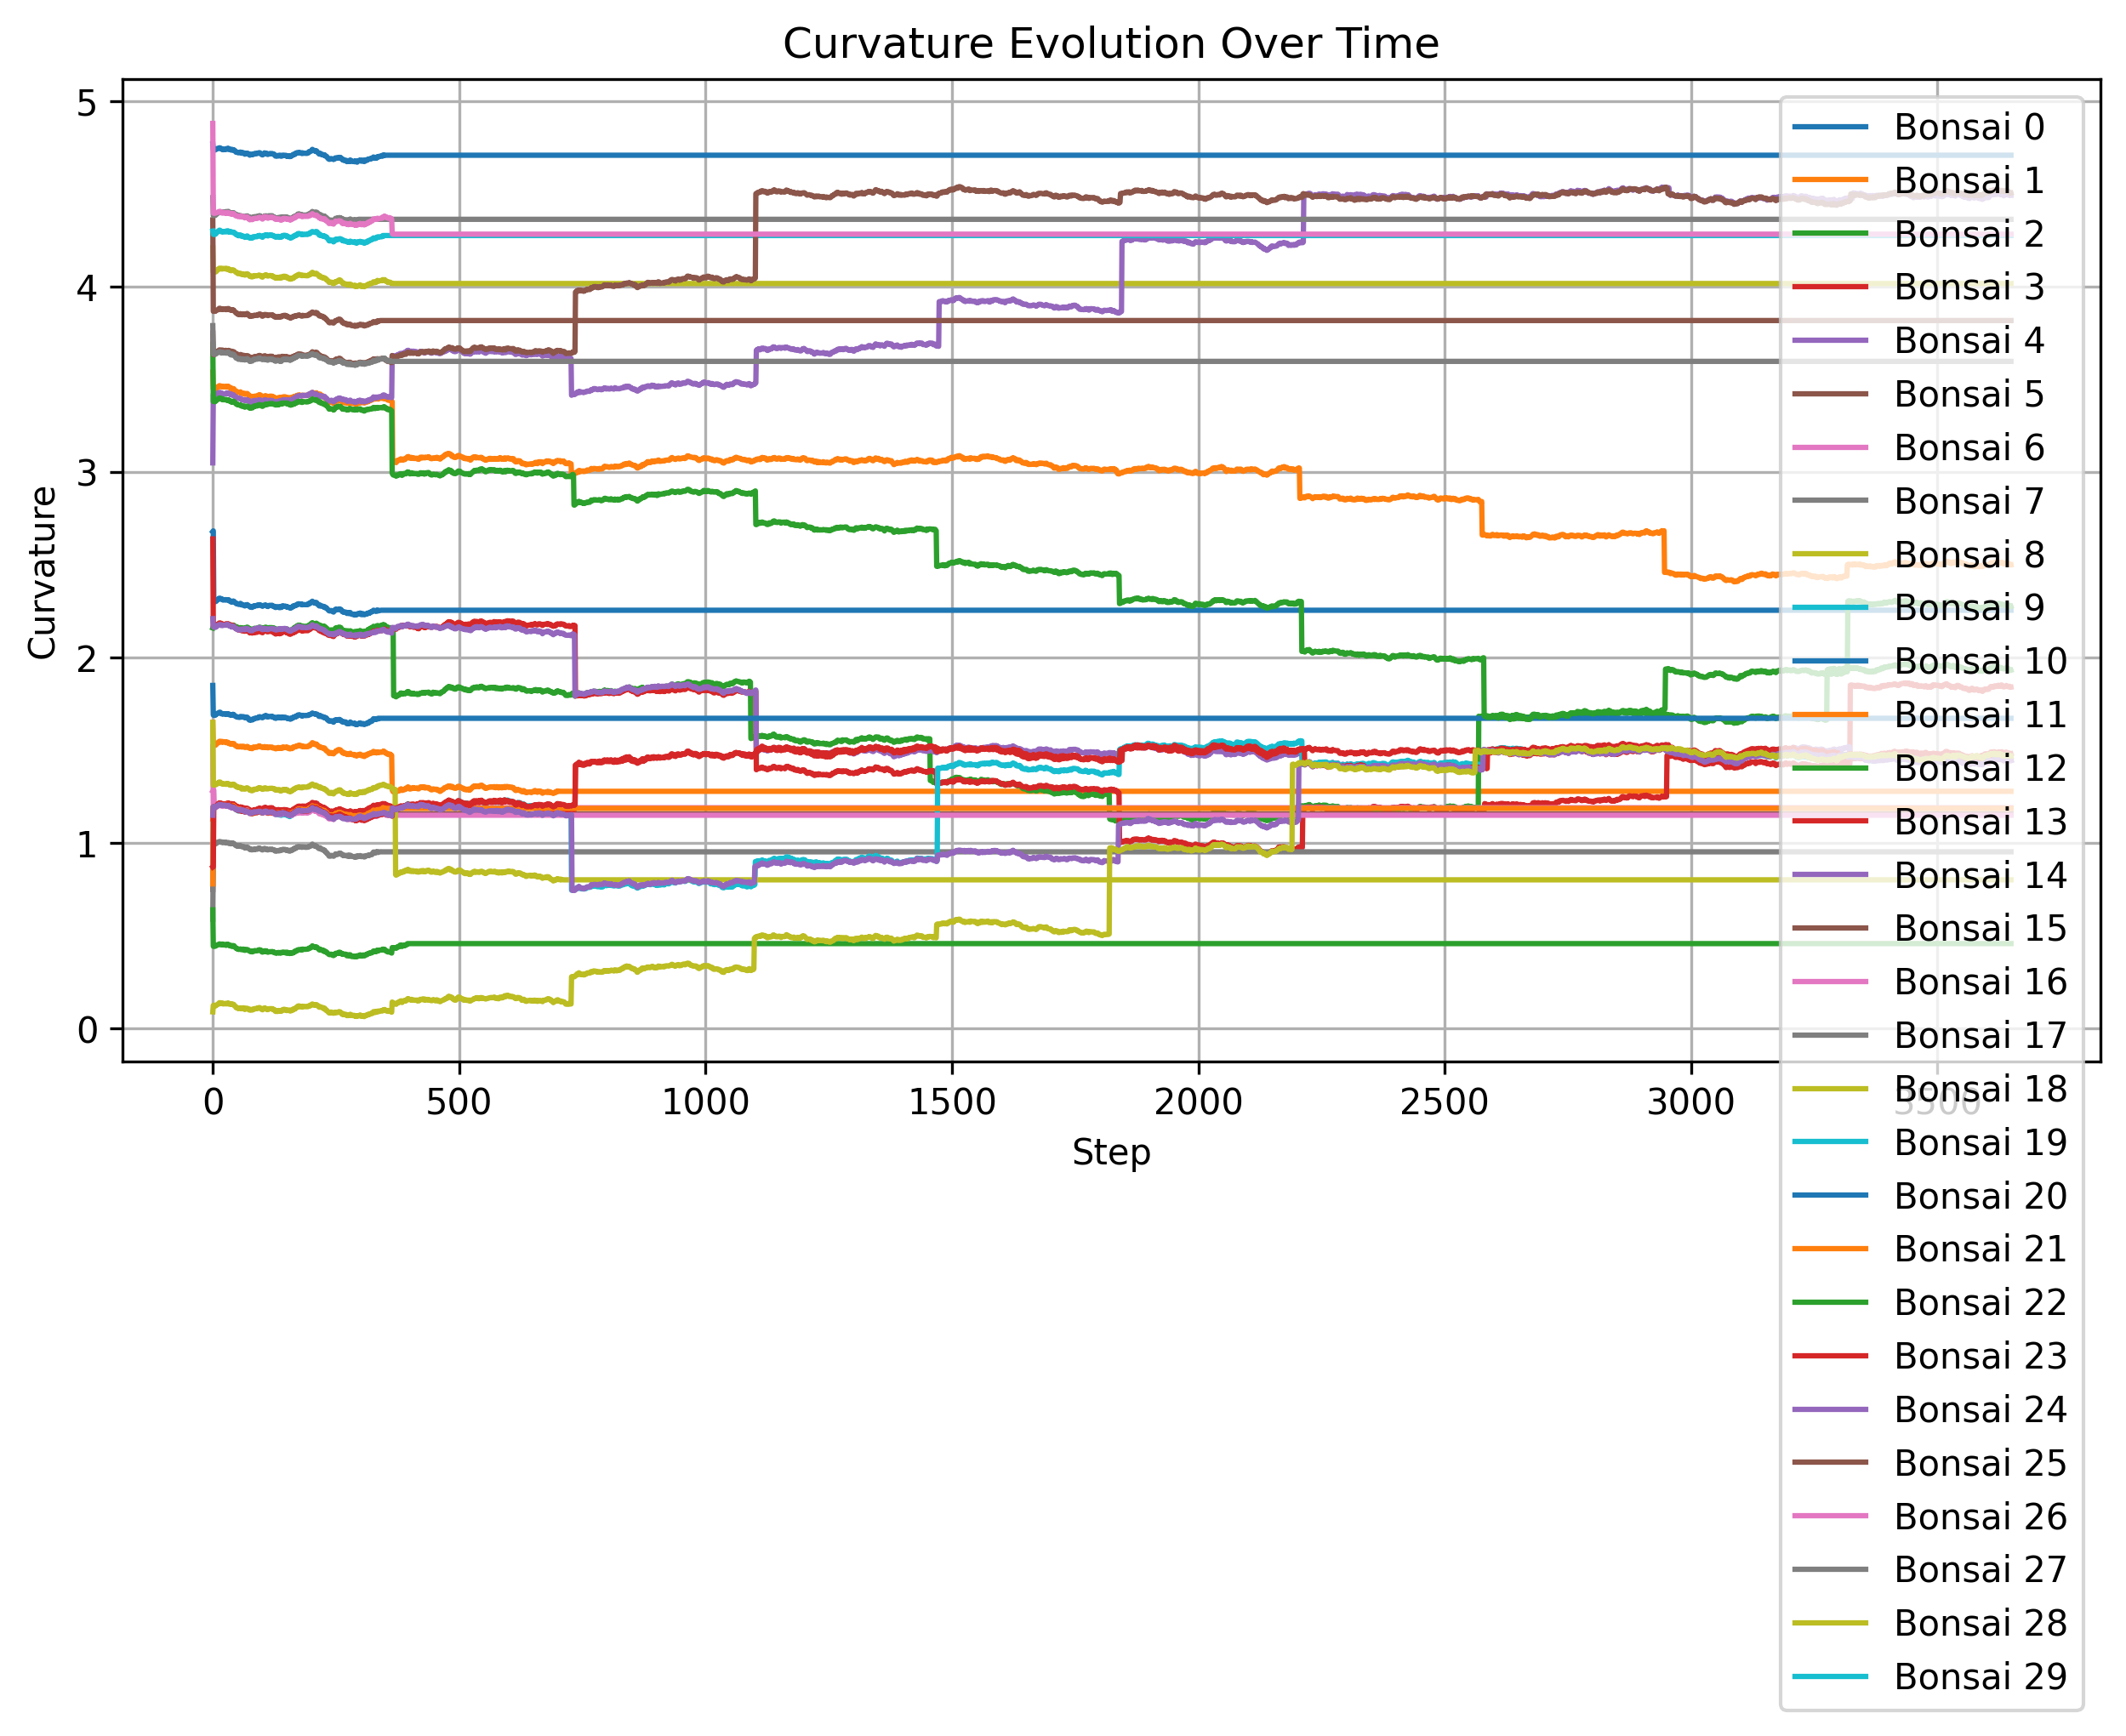 Curvature Evolution Over Time
Curvature
5
4
3
2
1
0
0
500
1000
1500
2000
2500
3000
3500
Step
Bonsai 0
Bonsai 1
Bonsai 2
Bonsai 3
Bonsai 4
Bonsai 5
Bonsai 6
Bonsai 7
Bonsai 8
Bonsai 9
Bonsai 10
Bonsai 11
Bonsai 12
Bonsai 13
Bonsai 14
Bonsai 15
Bonsai 16
Bonsai 17
Bonsai 18
Bonsai 19
Bonsai 20
Bonsai 21
Bonsai 22
Bonsai 23
Bonsai 24
Bonsai 25
Bonsai 26
Bonsai 27
Bonsai 28
Bonsai 29